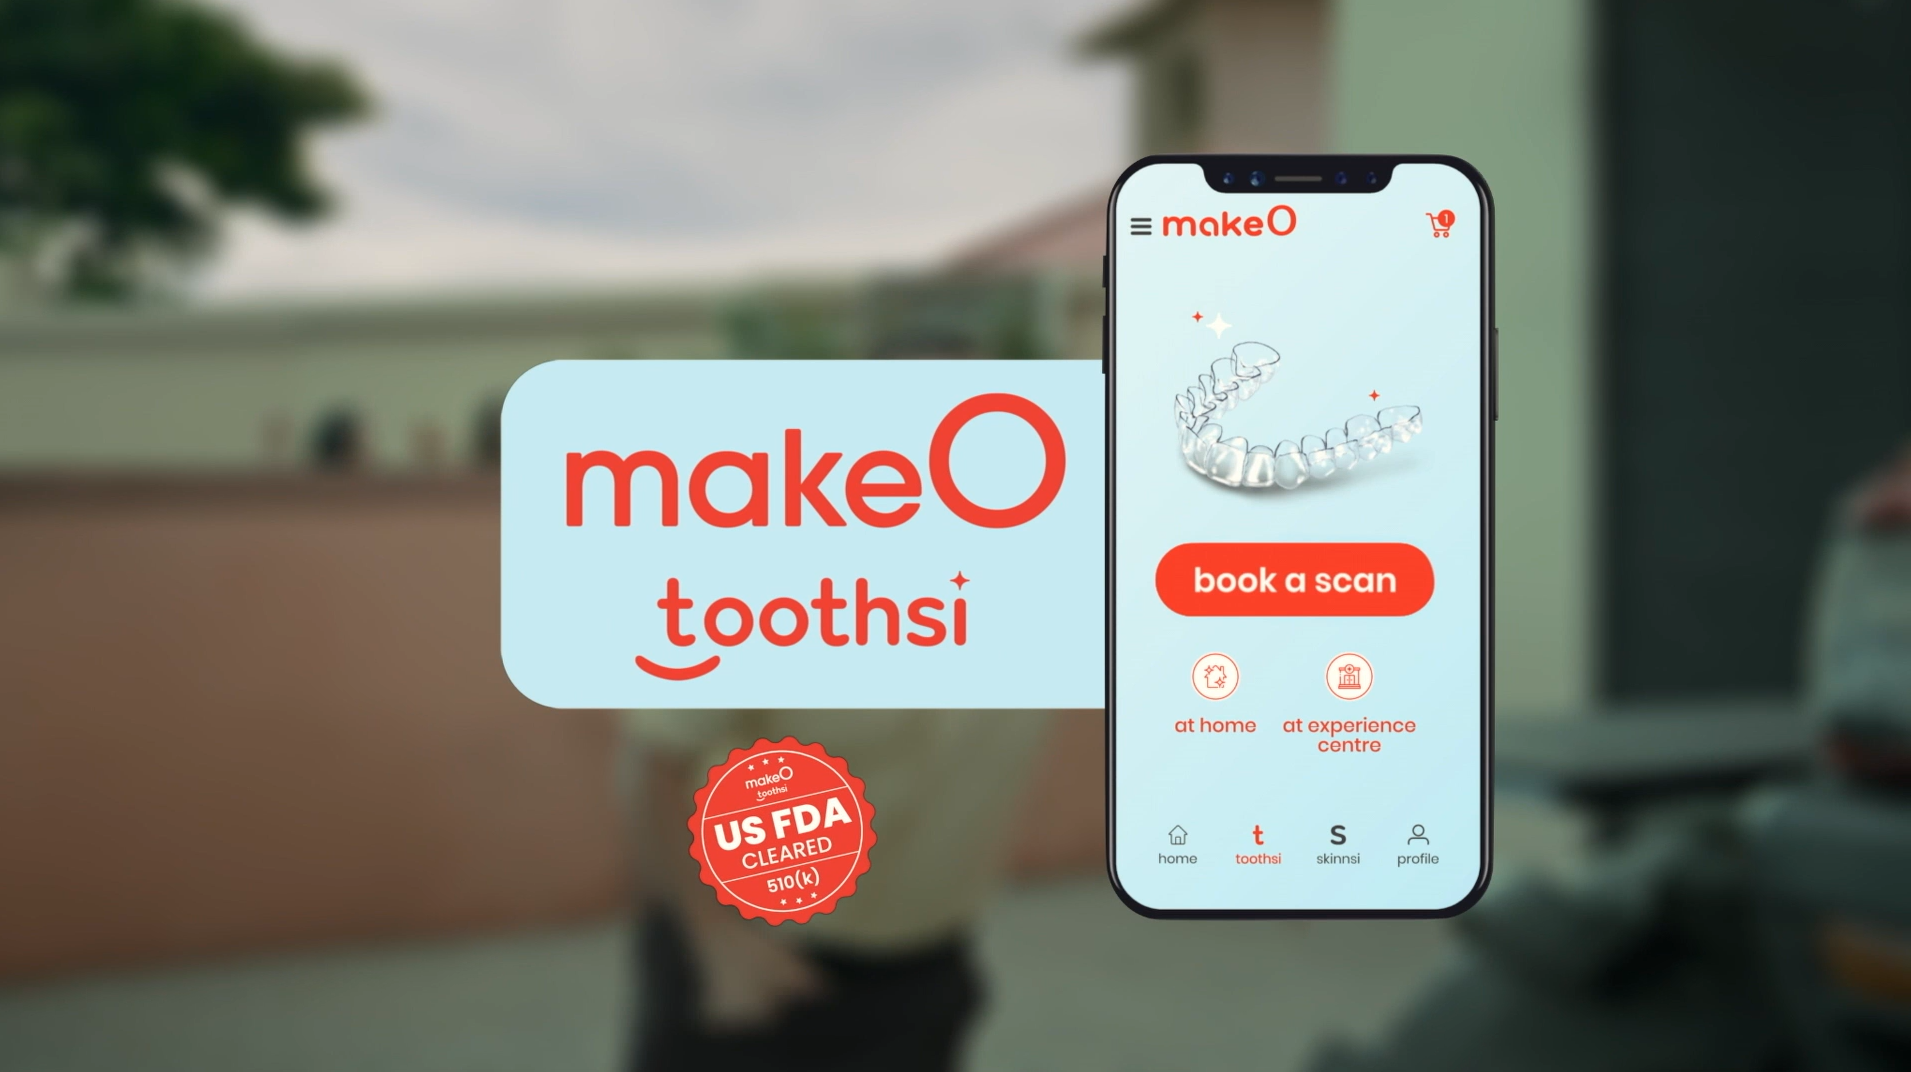 makeO
toothsi
makeO
toothsi
US FDA
CLEARED
510(k)
makeO
1
book a scan
at home
at experience
centre
home
t
toothsi
S
skinnsi
profile